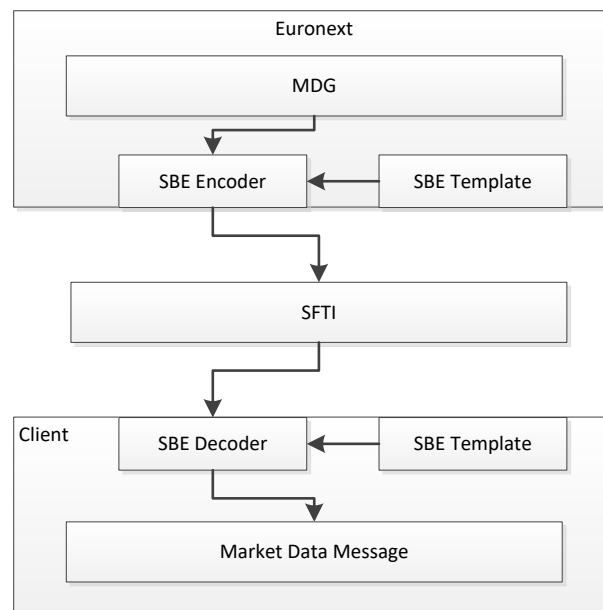 Euronext
MDG
SBE Encoder
SBE Template
SFTI
Client
SBE Decoder
SBE Template
Market Data Message